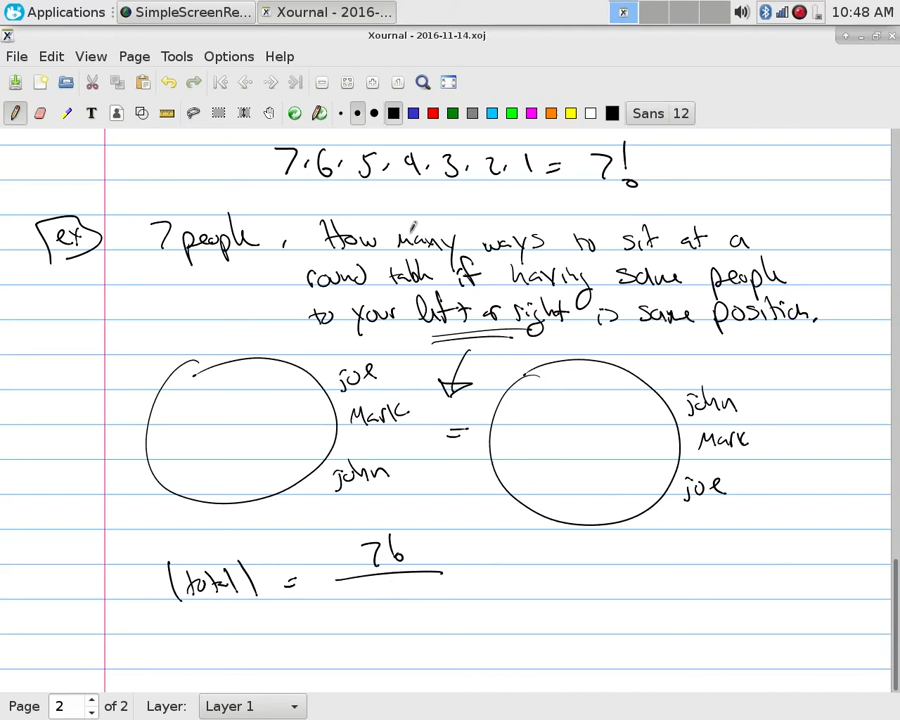 Applications
SimpleScreenRe...
Xournal - 2016-...
10:48 AM
Xournal - 2016-11-14.xoj
File Edit View Page Tools Options Help
Sans 12
7·6·5·4·3·2·1 = 7!
ex 7 people. How many ways to sit at a
round table if having same people
to your left or right is same position.
joe
Mark
john
=
john
Mark
joe
|total| = 76
Page 2 of 2 Layer: Layer 1